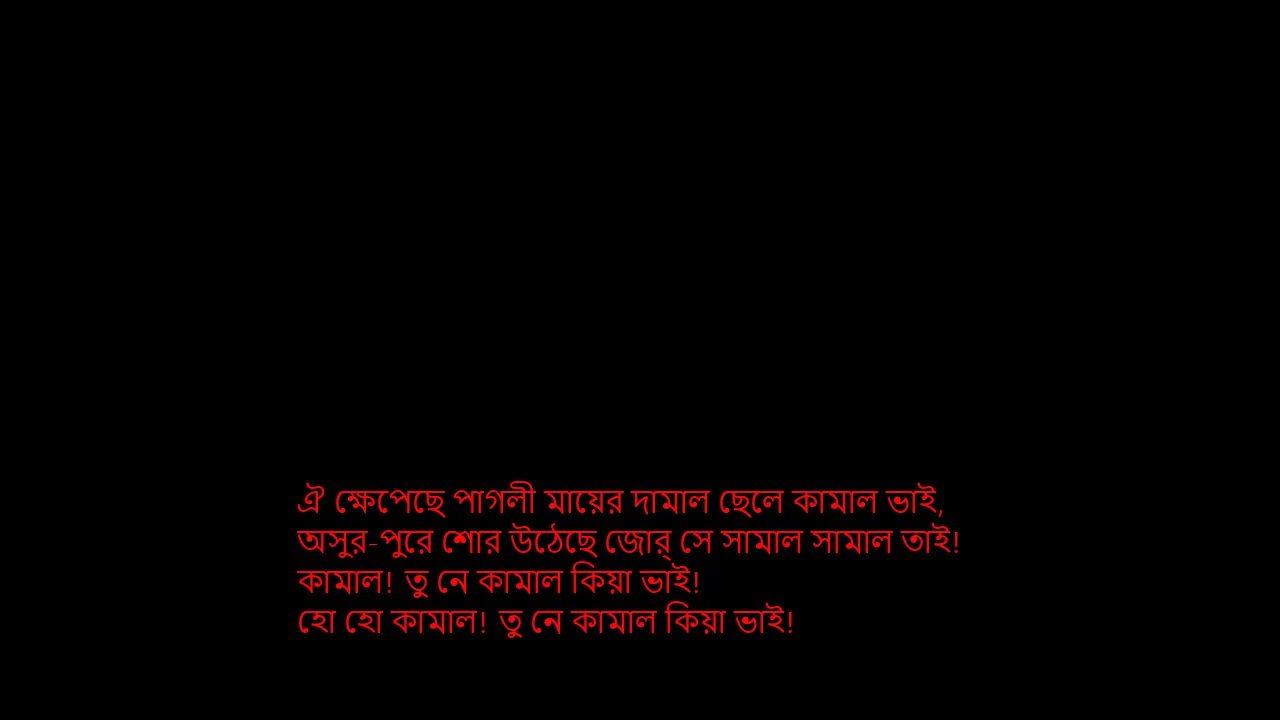 ঐ ক্ষেপেছে পাগলী মায়ের দামাল ছেলে কামাল ভাই,
অসুর-পুরে শোর উঠেছে জোর্ সে সামাল সামাল তাই!
কামাল! তু নে কামাল কিয়া ভাই!
হো হো কামাল! তু নে কামাল কিয়া ভাই!